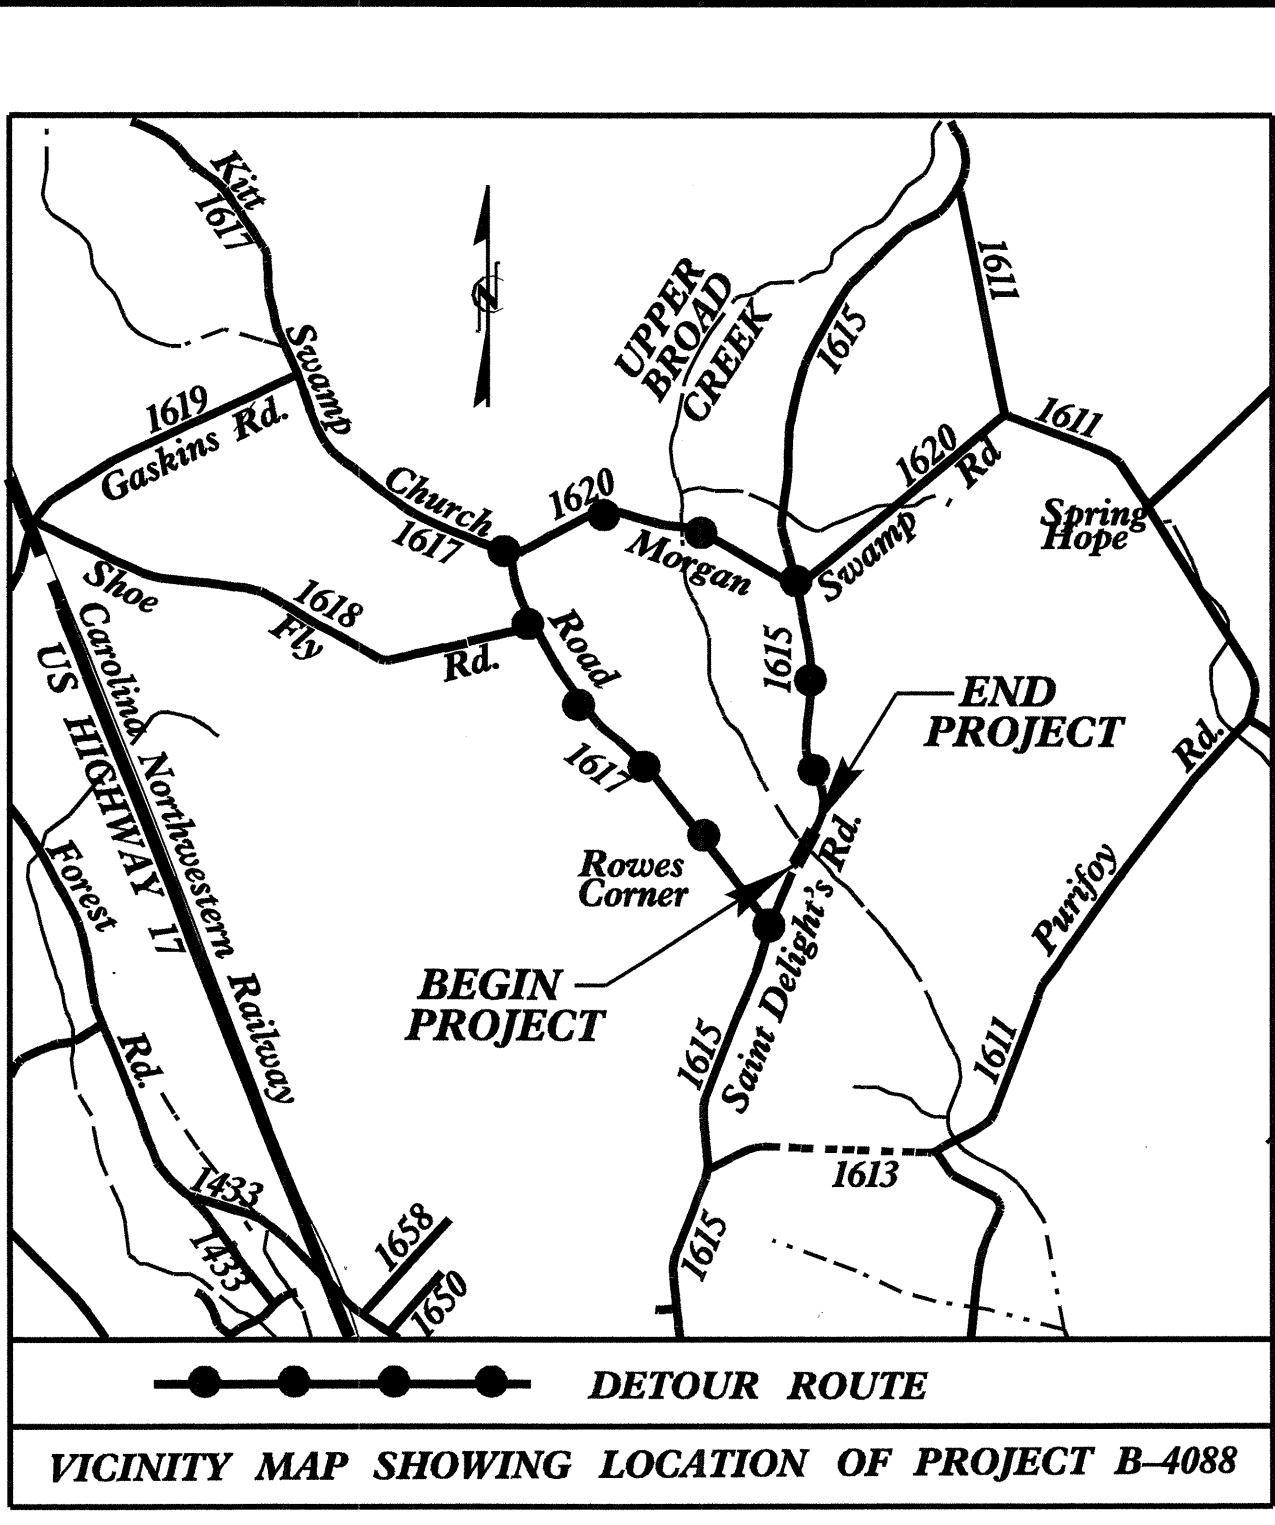 Kitt
1617
N
1611
UPPER
BROAD
CREEK
1615
Swamp
1619
Gaskins Rd.
1611
1620
Rd
Church
1617
1620
Morgan
Swamp
Spring
Hope
Shoe
1618
Fly
Rd.
Road
1617
1615
END
PROJECT
Carolina Northwestern Railway
US HIGHWAY 17
Rd.
Purifoy
1611
Rowes
Corner
Saint Delight's Rd.
BEGIN
PROJECT
1615
Forest
Rd.
1613
1433
1433
1658
1650
1615
DETOUR ROUTE
VICINITY MAP SHOWING LOCATION OF PROJECT B-4088